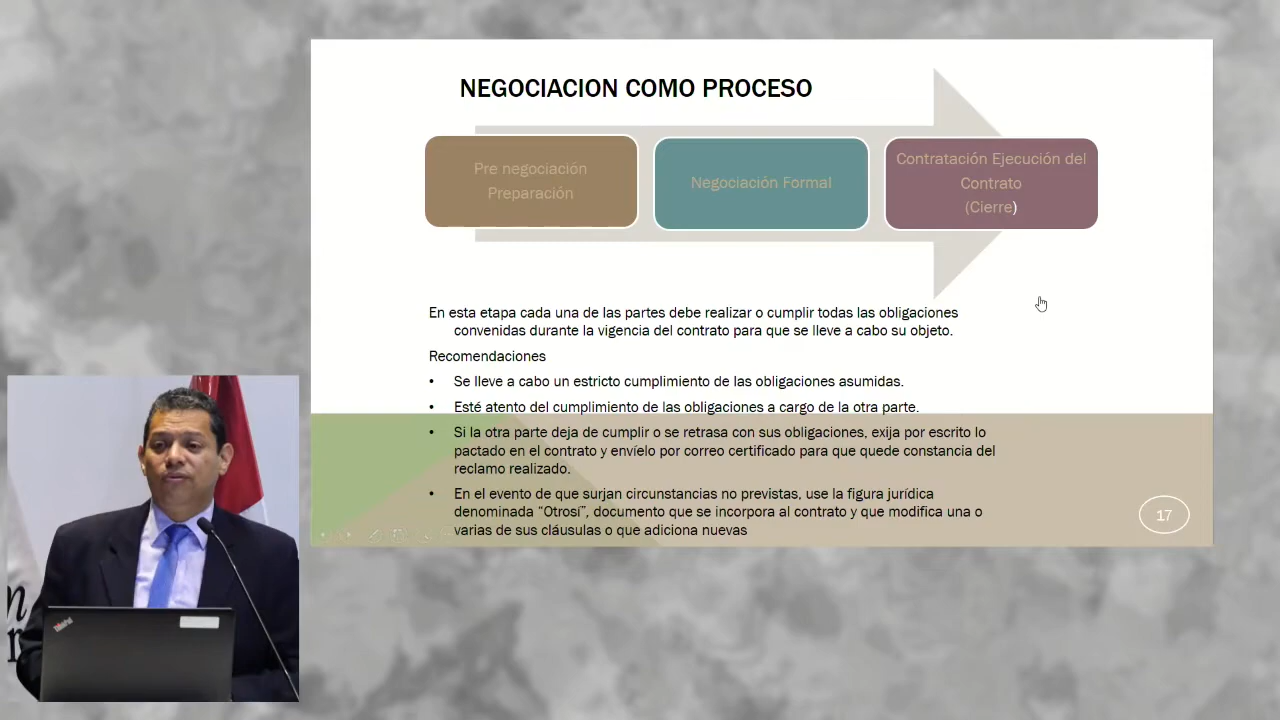 NEGOCIACION COMO PROCESO
Pre negociación
Preparación
Negociación Formal
Contratación Ejecución del
Contrato
(Cierre)
En esta etapa cada una de las partes debe realizar o cumplir todas las obligaciones
convenidas durante la vigencia del contrato para que se lleve a cabo su objeto.
Recomendaciones
• Se lleve a cabo un estricto cumplimiento de las obligaciones asumidas.
• Esté atento del cumplimiento de las obligaciones a cargo de la otra parte.
• Si la otra parte deja de cumplir o se retrasa con sus obligaciones, exija por escrito lo
pactado en el contrato y envíelo por correo certificado para que quede constancia del
reclamo realizado.
• En el evento de que surjan circunstancias no previstas, use la figura jurídica
denominada “Otrosí”, documento que se incorpora al contrato y que modifica una o
varias de sus cláusulas o que adiciona nuevas
17
ThinkPad